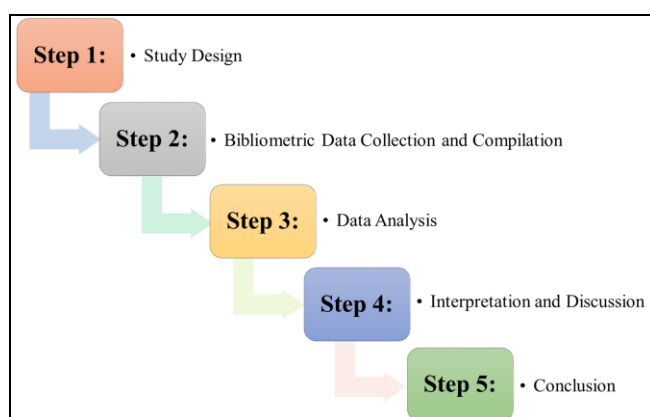 Step 1: • Study Design
Step 2: • Bibliometric Data Collection and Compilation
Step 3: • Data Analysis
Step 4: • Interpretation and Discussion
Step 5: • Conclusion